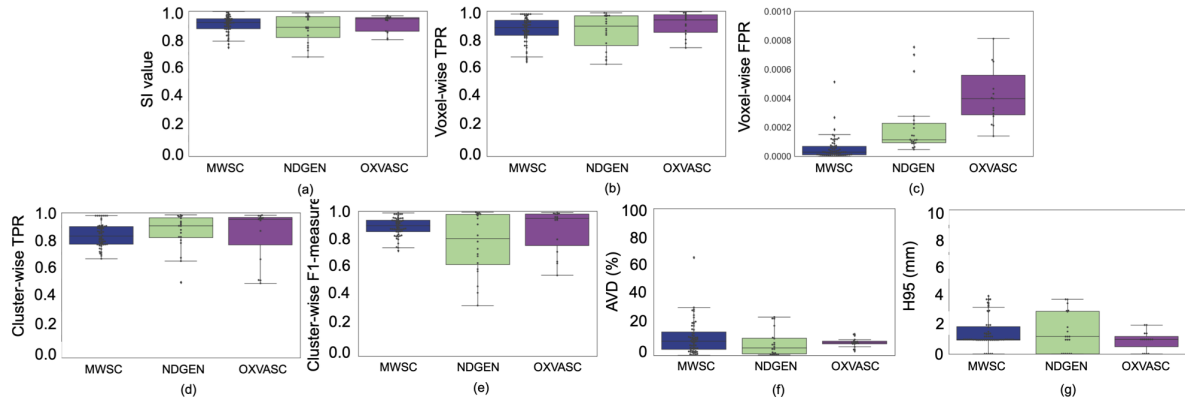 SI value
1.0
0.8
0.6
0.4
0.2
0.0
MWSC NDGEN OXVASC
(a)
Voxel-wise TPR
1.0
0.8
0.6
0.4
0.2
0.0
MWSC NDGEN OXVASC
(b)
Voxel-wise FPR
0.0010
0.0008
0.0006
0.0004
0.0002
0.0000
MWSC NDGEN OXVASC
(c)
Cluster-wise TPR
1.0
0.8
0.6
0.4
0.2
0.0
MWSC NDGEN OXVASC
(d)
Cluster-wise F1-measure
1.0
0.8
0.6
0.4
0.2
0.0
MWSC NDGEN OXVASC
(e)
AVD (%)
100
80
60
40
20
0
MWSC NDGEN OXVASC
(f)
H95 (mm)
10
8
6
4
2
0
MWSC NDGEN OXVASC
(g)